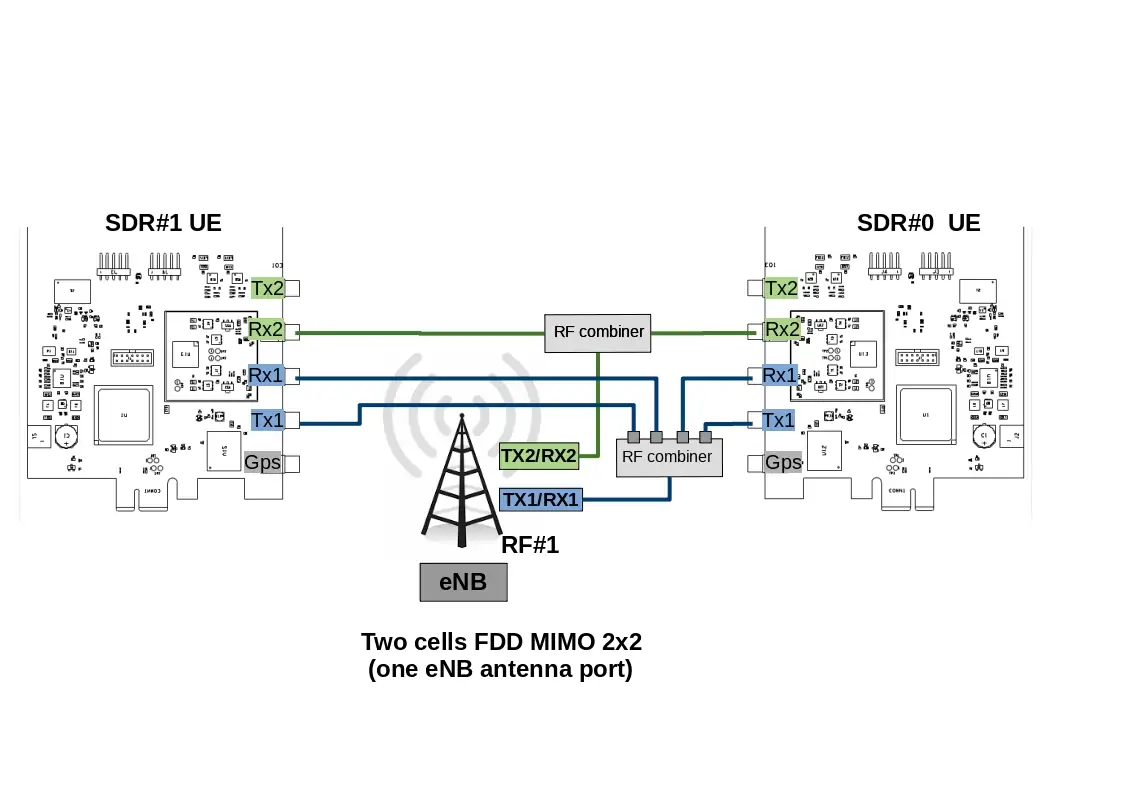 SDR#1 UE
SDR#0  UE
Tx2
Rx2
Rx1
Tx1
Gps
Tx2
Rx2
Rx1
Tx1
Gps
RF combiner
RF combiner
TX2/RX2
TX1/RX1
RF#1
eNB
Two cells FDD MIMO 2x2
(one eNB antenna port)